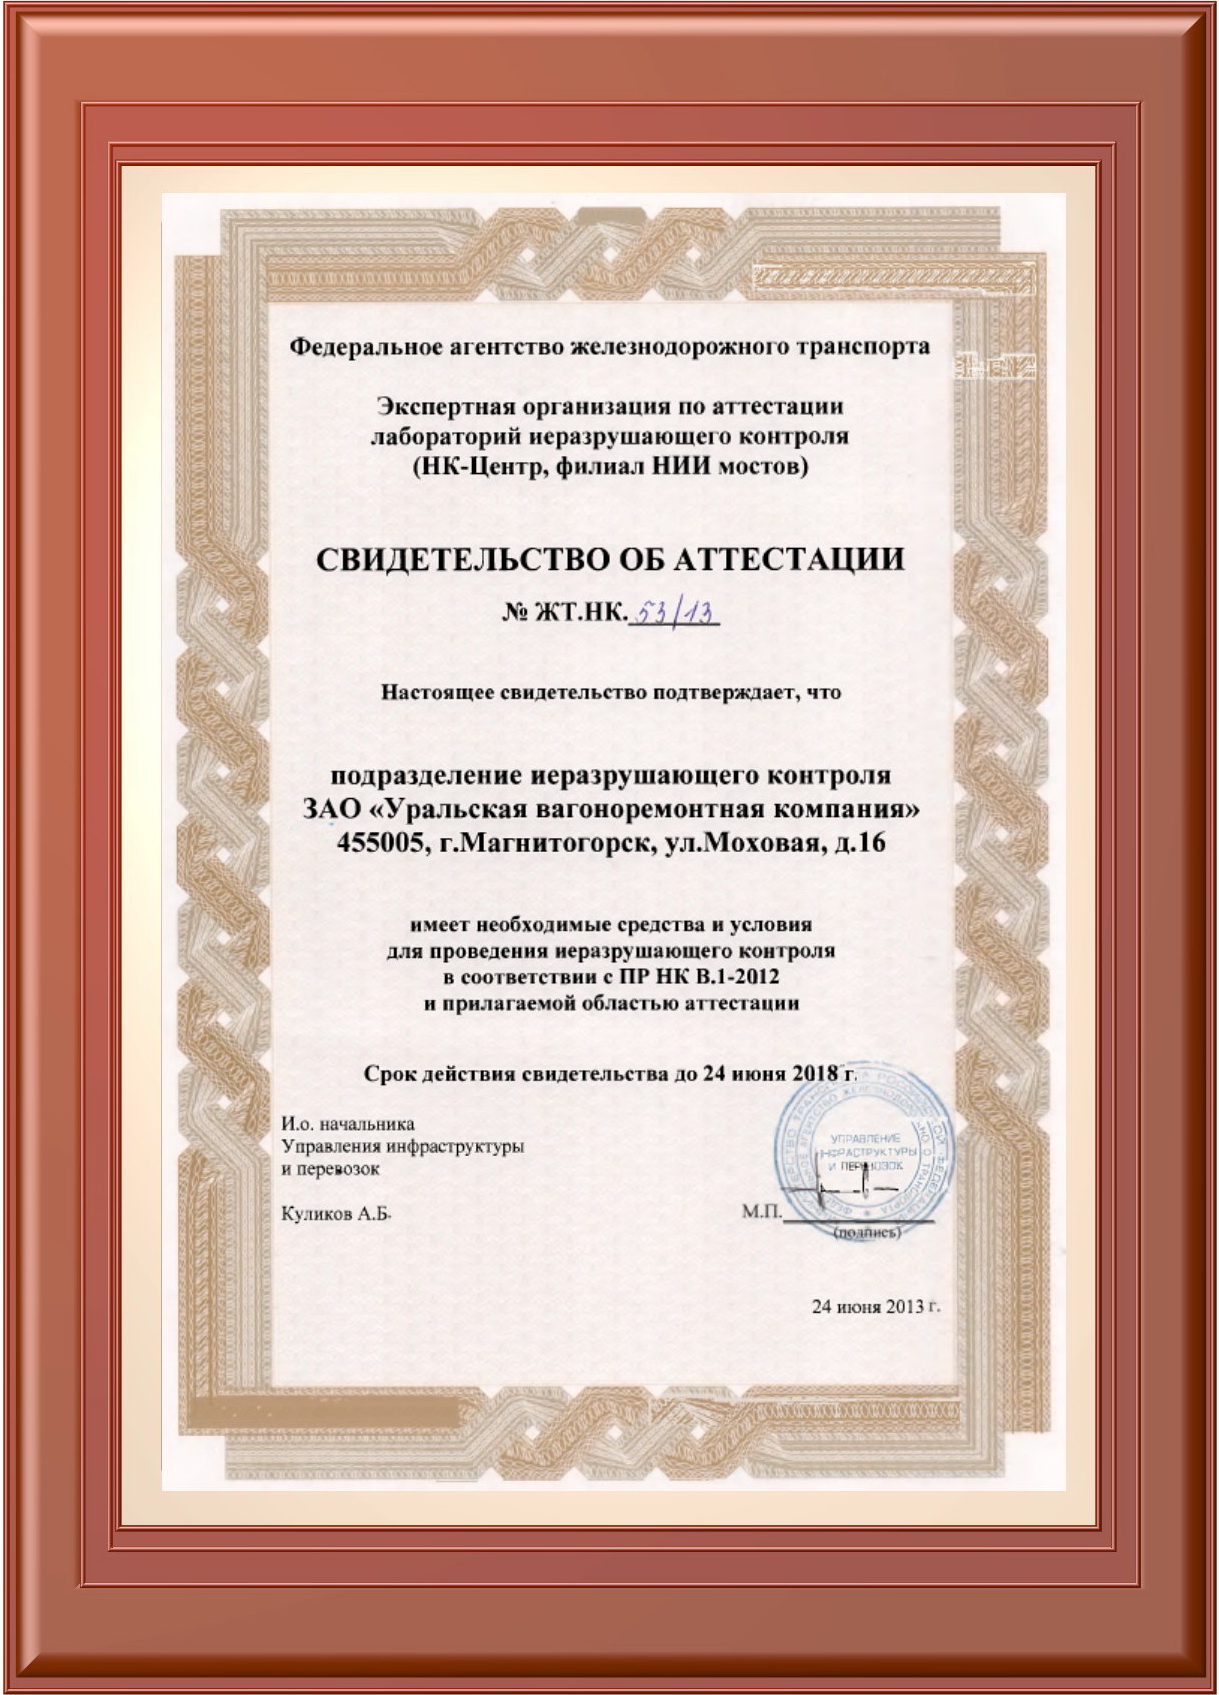 Федеральное агентство железнодорожного транспорта
Экспертная организация по аттестации
лабораторий иеразрушающего контроля
(НК-Центр, филиал НИИ мостов)
СВИДЕТЕЛЬСТВО ОБ АТТЕСТАЦИИ
№ ЖТ.НК. 53/13
Настоящее свидетельство подтверждает, что
подразделение иеразрушающего контроля
ЗАО «Уральская вагоноремонтная компания»
455005, г.Магнитогорск, ул.Моховая, д.16
имеет необходимые средства и условия
для проведения иеразрушающего контроля
в соответствии с ПР НК В.1-2012
и прилагаемой областью аттестации
Срок действия свидетельства до 24 июня 2018 г.
И.о. начальника
Управления инфраструктуры
и перевозок
УПРАВЛЕНИЕ
ИНФРАСТРУКТУРЫ
И ПЕРЕВОЗОК
Куликов А.Б.
М.П.
(подпись)
24 июня 2013 г.